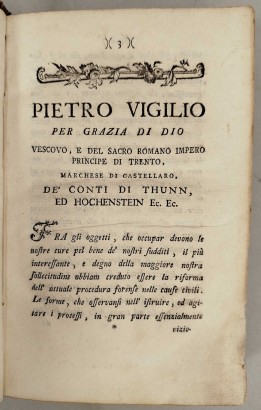 )( 3 )(
PIETRO VIGILIO
PER GRAZIA DI DIO
VESCOVO, E DEL SACRO ROMANO IMPERO
PRINCIPE DI TRENTO,
MARCHESE DI CASTELLARO,
DE' CONTI DI THUNN,
ED HOCHENSTEIN Ec. Ec.
FRA gli oggetti, che occupar devono le
nostre cure pel bene de' nostri sudditi, il più
interessante, e degno della maggiore nostra
sollecitudine abbiam creduto essere la riforma
dell' attuale procedura forense nelle cause civili.
Le forme, che osservansi nell' istruire, ed agi-
tare i processi, in gran parte essenzialmente
*
vizio-